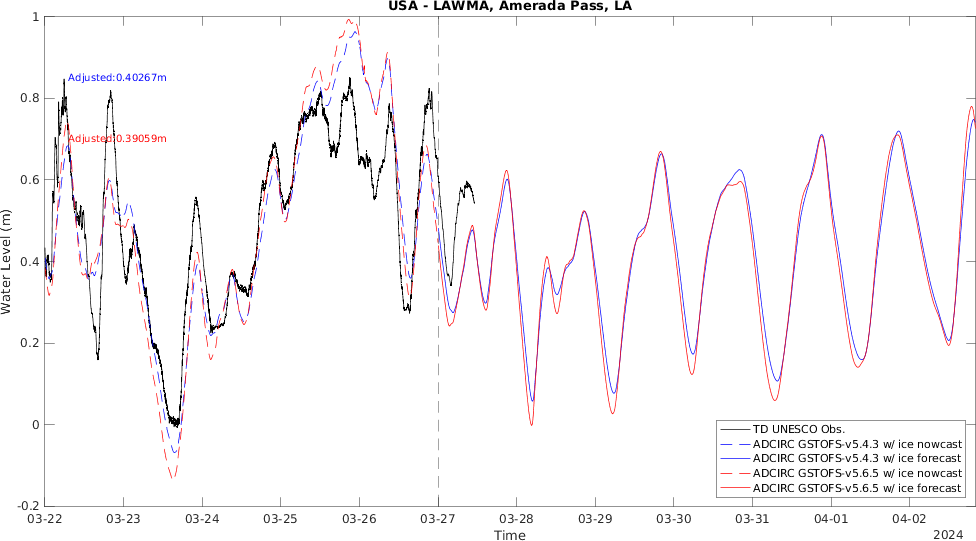 USA - LAWMA, Amerada Pass, LA
1
0.8
0.6
0.4
0.2
0
-0.2
Water Level (m)
Adjusted:0.40267m
Adjusted:0.39059m
TD UNESCO Obs.
ADCIRC GSTOFS-v5.4.3 w/ ice nowcast
ADCIRC GSTOFS-v5.4.3 w/ ice forecast
ADCIRC GSTOFS-v5.6.5 w/ ice nowcast
ADCIRC GSTOFS-v5.6.5 w/ ice forecast
03-22 03-23 03-24 03-25 03-26 03-27 03-28 03-29 03-30 03-31 04-01 04-02
Time
2024